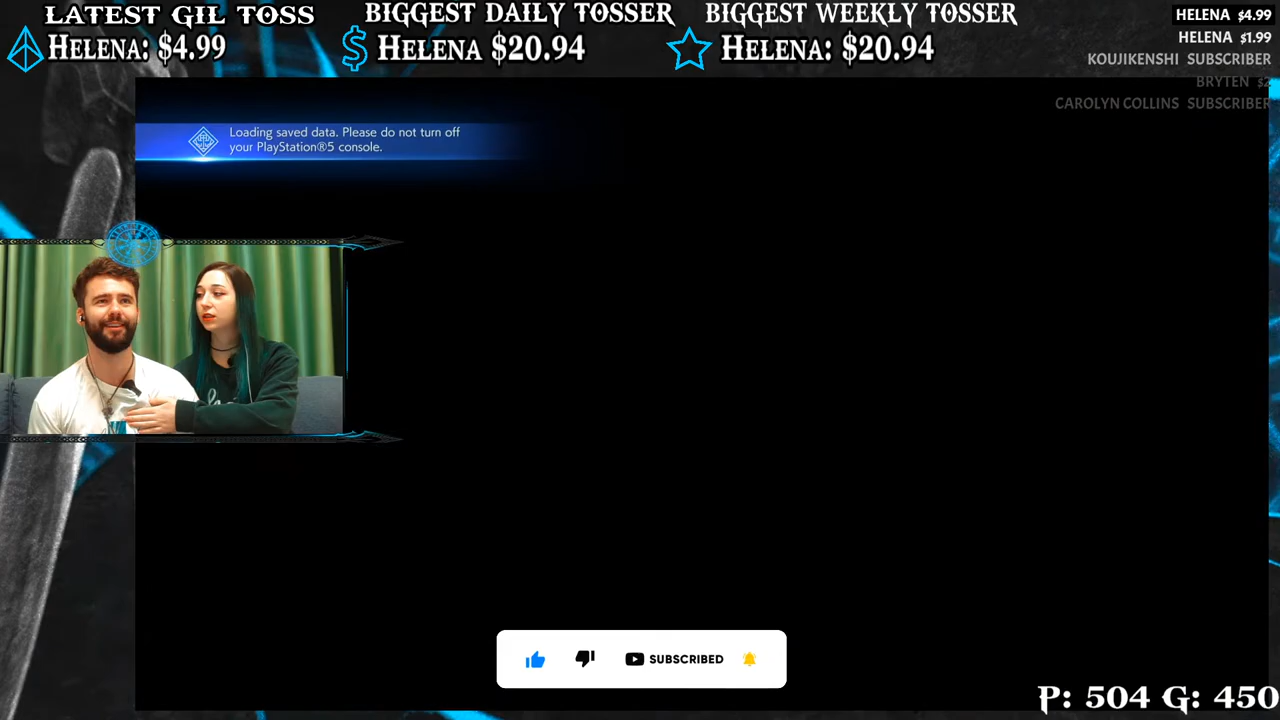 LATEST GIL TOSS
HELENA: $4.99
BIGGEST DAILY TOSSER
HELENA $20.94
BIGGEST WEEKLY TOSSER
HELENA: $20.94
HELENA $4.99
HELENA $1.99
KOUJIKENSHI SUBSCRIBER
BRYTEN $2
CAROLYN COLLINS SUBSCRIBER
Loading saved data. Please do not turn off
your PlayStation®5 console.
SUBSCRIBED
P: 504 G: 450